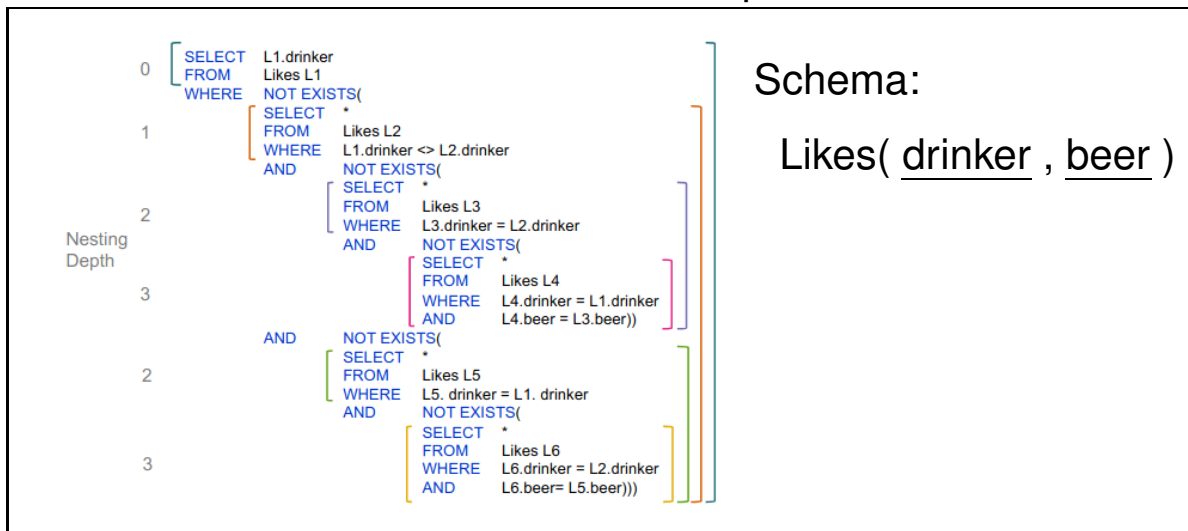 0 SELECT L1.drinker
FROM Likes L1
WHERE NOT EXISTS(
SELECT *
1 FROM Likes L2
WHERE L1.drinker <> L2.drinker
AND NOT EXISTS(
SELECT *
2 FROM Likes L3
WHERE L3.drinker = L2.drinker
AND NOT EXISTS(
SELECT *
3 FROM Likes L4
WHERE L4.drinker = L1.drinker
AND L4.beer = L3.beer))
AND NOT EXISTS(
SELECT *
2 FROM Likes L5
WHERE L5. drinker = L1. drinker
AND NOT EXISTS(
SELECT *
3 FROM Likes L6
WHERE L6.drinker = L2.drinker
AND L6.beer= L5.beer)))
Nesting
Depth
Schema:
Likes( drinker , beer )